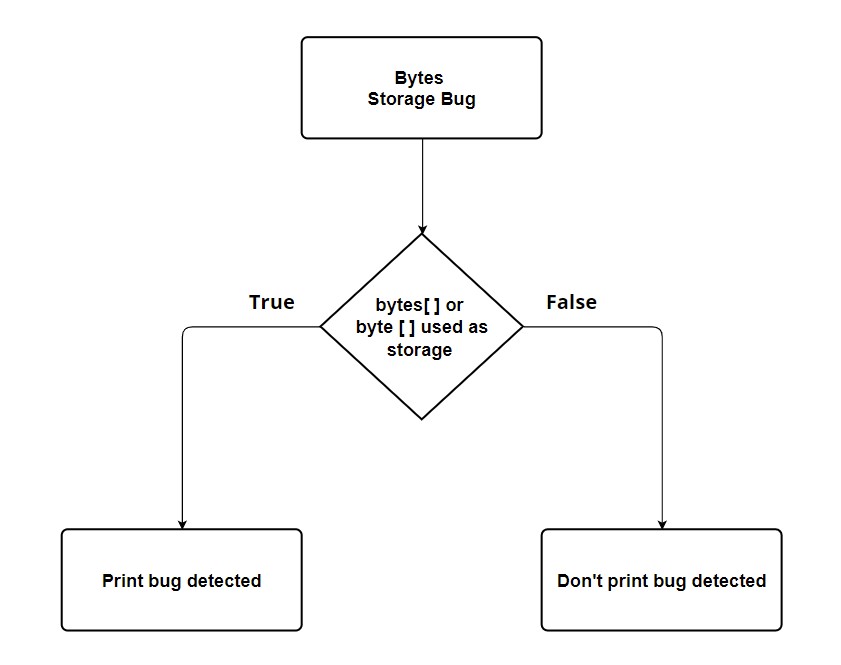 Bytes
Storage Bug
True
False
bytes[ ] or
byte [ ] used as
storage
Print bug detected
Don't print bug detected